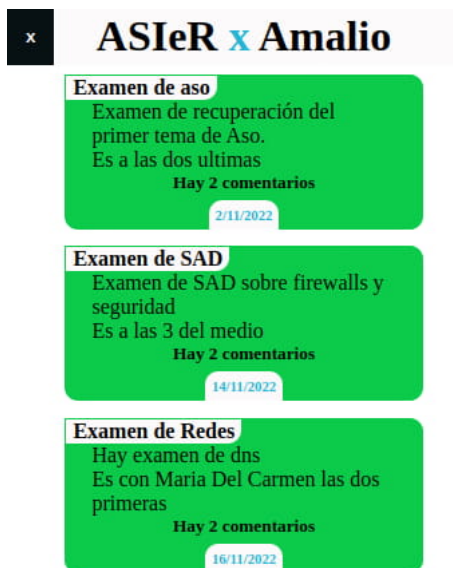 x
ASIeR x Amalio
Examen de aso
Examen de recuperación del
primer tema de Aso.
Es a las dos ultimas
Hay 2 comentarios
2/11/2022
Examen de SAD
Examen de SAD sobre firewalls y
seguridad
Es a las 3 del medio
Hay 2 comentarios
14/11/2022
Examen de Redes
Hay examen de dns
Es con Maria Del Carmen las dos
primeras
Hay 2 comentarios
16/11/2022